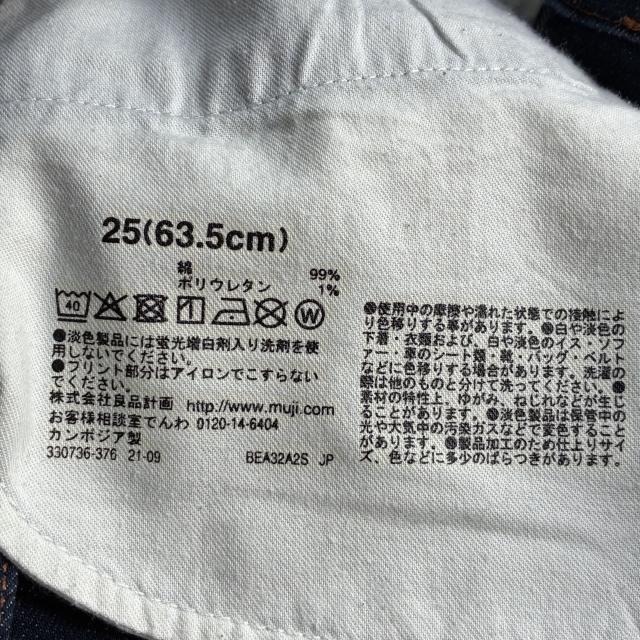 25(63.5cm)
綿 99%
ポリウレタン 1%
40
W
●淡色製品には蛍光増白剤入り洗剤を使
用しないでください。
●プリント部分はアイロンでこすらない
でください。
株式会社良品計画 http://www.muji.com
お客様相談室でんわ 0120-14-6404
カンボジア製
330736-376 21-09 BEA32A2S JP
●使用中の摩擦や濡れた状態での接触によ
り色移りする事があります。●白や淡色の
下着・衣類および、白や淡色のイス・ソフ
ァー・車のシート類・靴・バッグ・ベルト
などに色移りする場合があります。洗濯の
際は他のものと分けて洗ってください。●
素材の特性上、ゆがみ、ねじれなどが生じ
ることがあります。●淡色製品は保管中の
光や大気中の汚染ガスなどで変色すること
があります。●製品加工のため仕上りサイ
ズ、色などに多少のばらつきがあります。